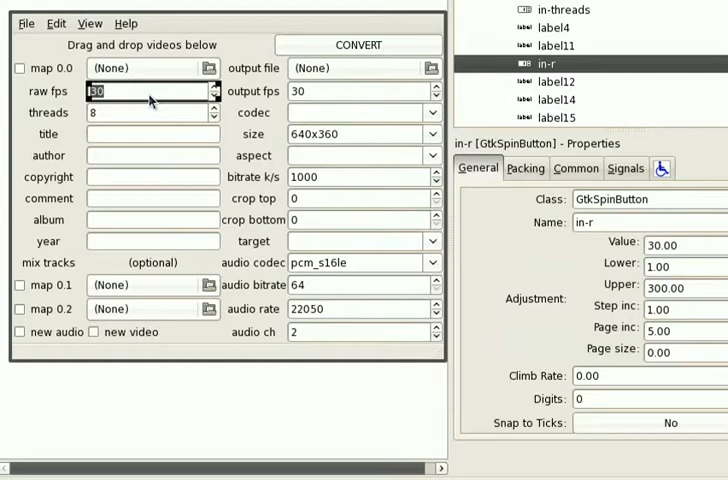 File Edit View Help
Drag and drop videos below CONVERT
map 0.0 (None) output file (None)
raw fps 30 output fps 30
threads 8 codec
title size 640x360
author aspect
copyright bitrate k/s 1000
comment crop top 0
album crop bottom 0
year target
mix tracks (optional) audio codec pcm_s16le
map 0.1 (None) audio bitrate 64
map 0.2 (None) audio rate 22050
new audio new video audio ch 2
in-threads
label label4
label label11
in-r
label label12
label label14
label label15
in-r [GtkSpinButton] - Properties
General Packing Common Signals
Class: GtkSpinButton
Name: in-r
Value: 30.00
Lower: 1.00
Upper: 300.00
Adjustment: Step inc: 1.00
Page inc: 5.00
Page size: 0.00
Climb Rate: 0.00
Digits: 0
Snap to Ticks: No